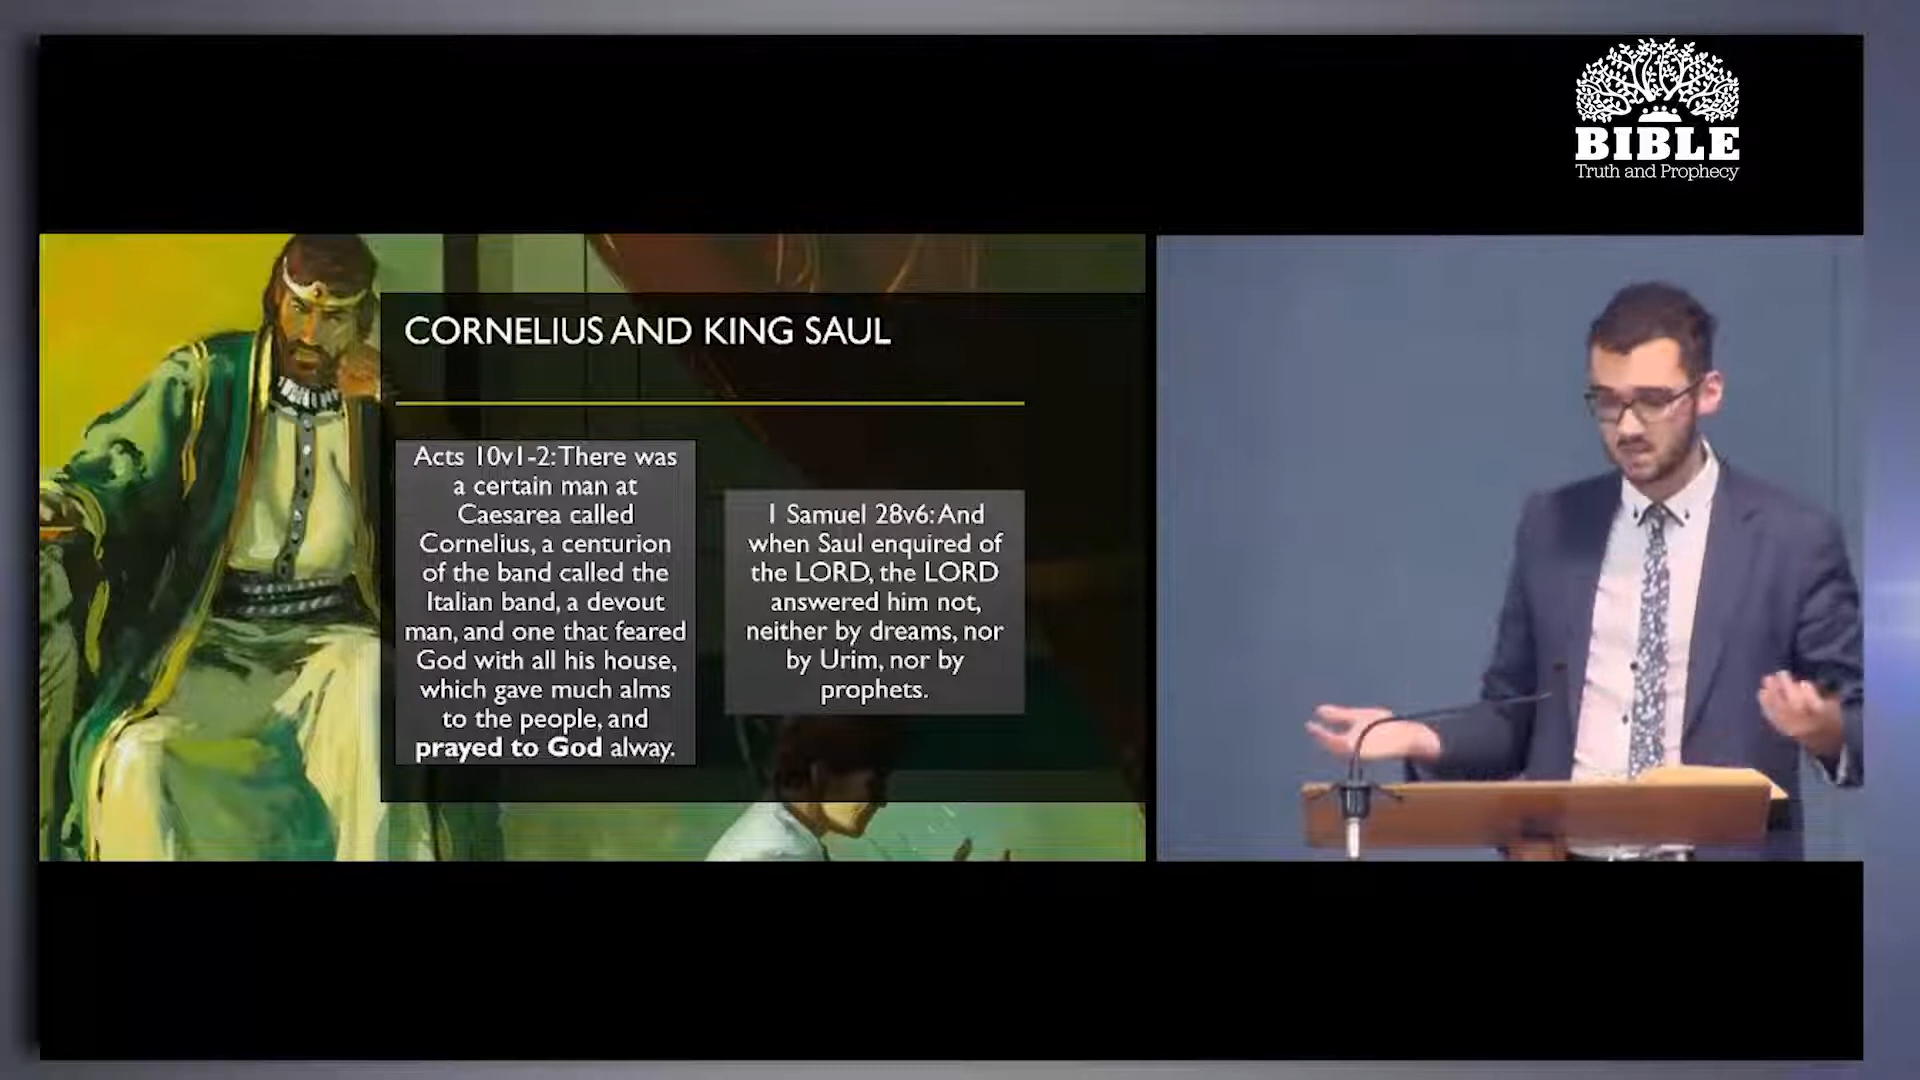 BIBLE
Truth and Prophecy
CORNELIUS AND KING SAUL
Acts 10v1-2: There was
a certain man at
Caesarea called
Cornelius, a centurion
of the band called the
Italian band, a devout
man, and one that feared
God with all his house,
which gave much alms
to the people, and
prayed to God alway.
1 Samuel 28v6: And
when Saul enquired of
the LORD, the LORD
answered him not,
neither by dreams, nor
by Urim, nor by
prophets.